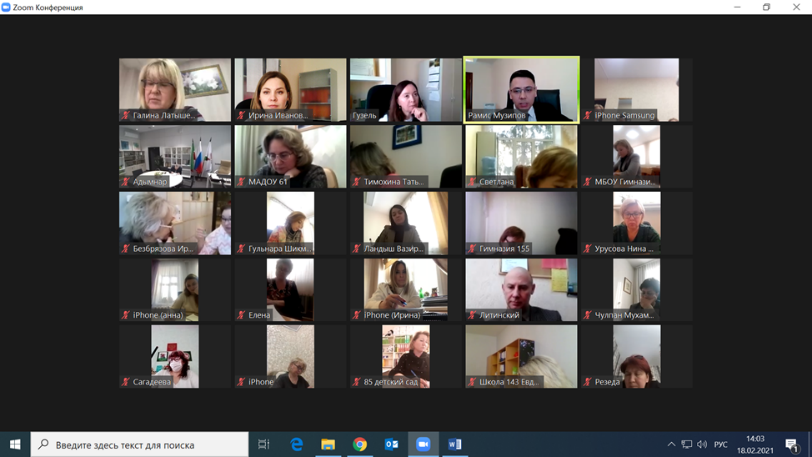 Zoom Конференция
Галина Латыше...
Ирина Иванов...
Гузель
Рамис Музипов
iPhone Samsung
Адымнар
МАДОУ 61
Тимохина Тать...
Светлана
МБОУ Гимнази...
Безбрязова Ир...
Гульнара Шикм...
Ландыш Вазир...
Гимназия 155
Урусова Нина ...
iPhone (анна)
Елена
iPhone (Ирина)
Литинский
Чулпан Мухам...
Сагадеева
iPhone
85 детский сад
Школа 143 Евд...
Резеда
Введите здесь текст для поиска
РУС
14:03
18.02.2021
1